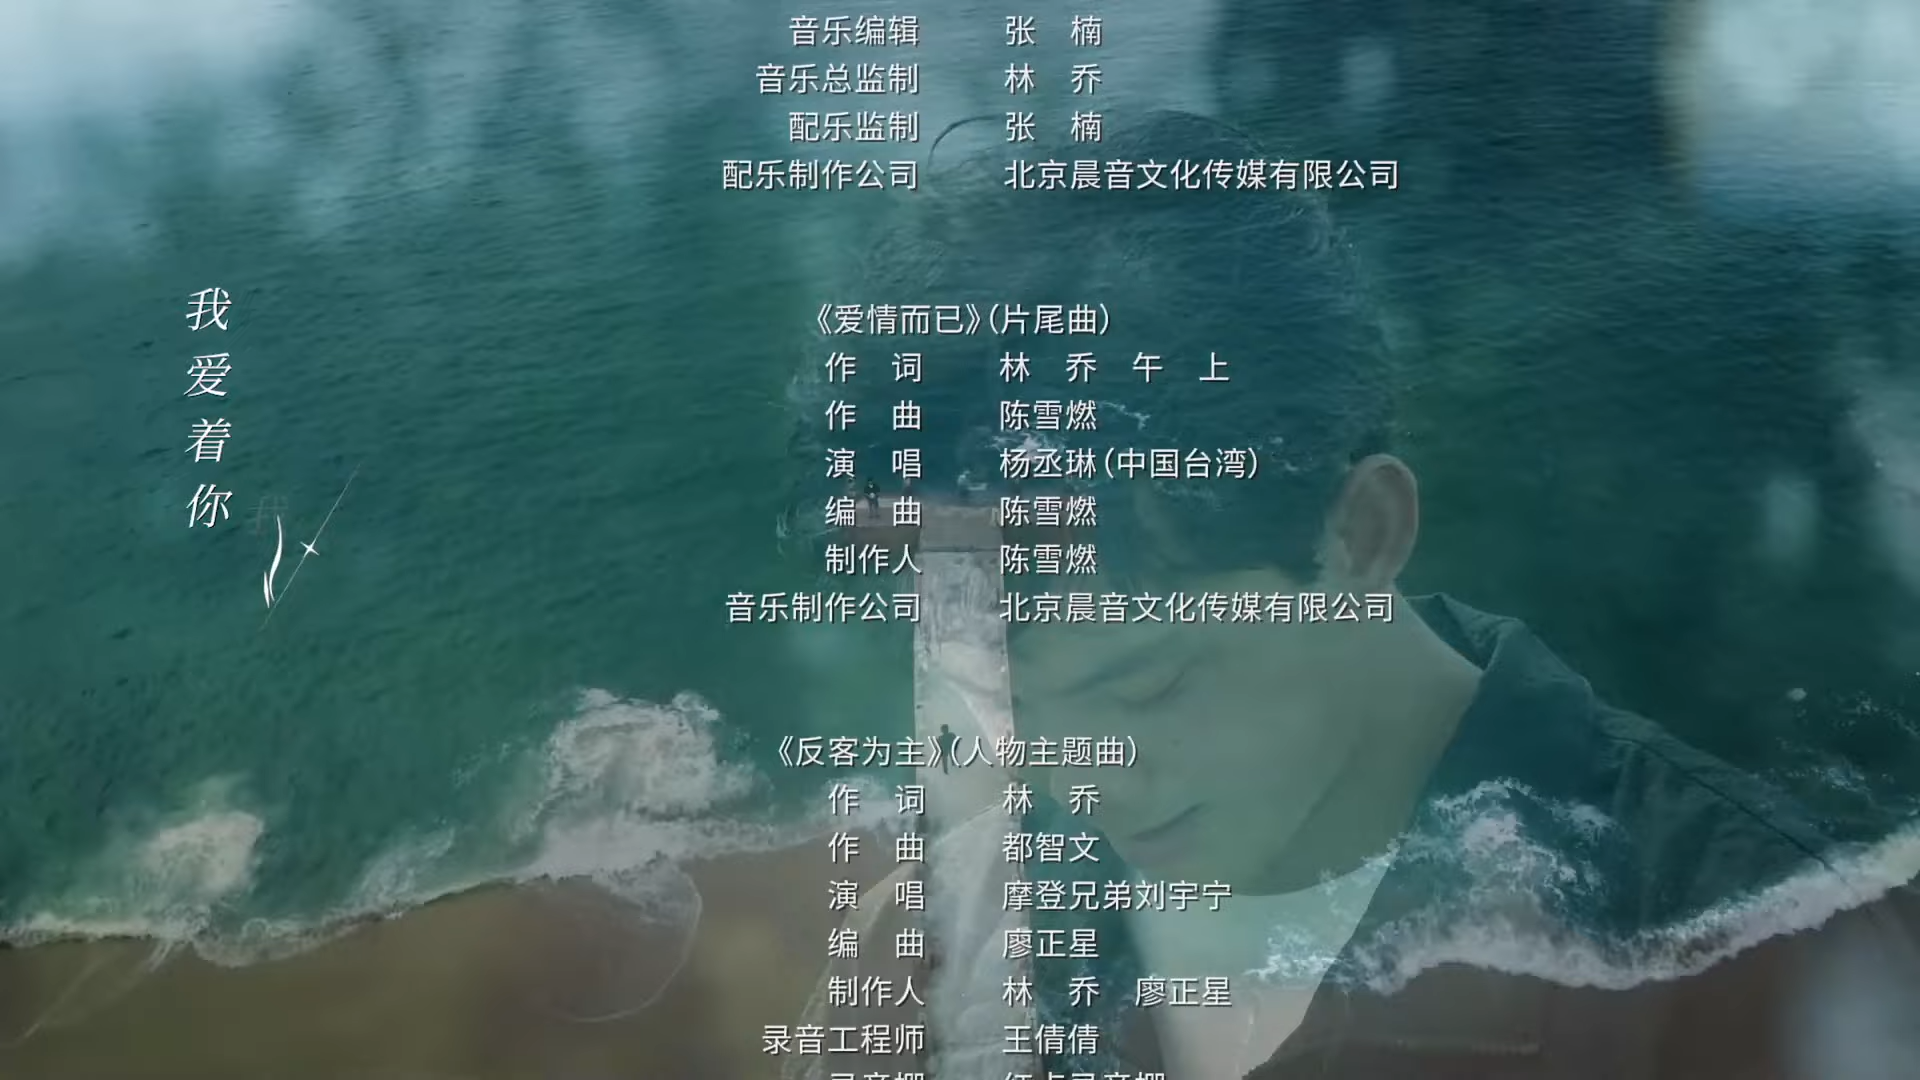 音乐编辑 张 楠
音乐总监制 林 乔
配乐监制 张 楠
配乐制作公司 北京晨音文化传媒有限公司
我爱着你
《爱情而已》(片尾曲)
作 词 林 乔 午 上
作 曲 陈雪燃
演 唱 杨丞琳(中国台湾)
编 曲 陈雪燃
制作人 陈雪燃
音乐制作公司 北京晨音文化传媒有限公司
《反客为主》(人物主题曲)
作 词 林 乔
作 曲 都智文
演 唱 摩登兄弟刘宇宁
编 曲 廖正星
制作人 林 乔 廖正星
录音工程师 王倩倩